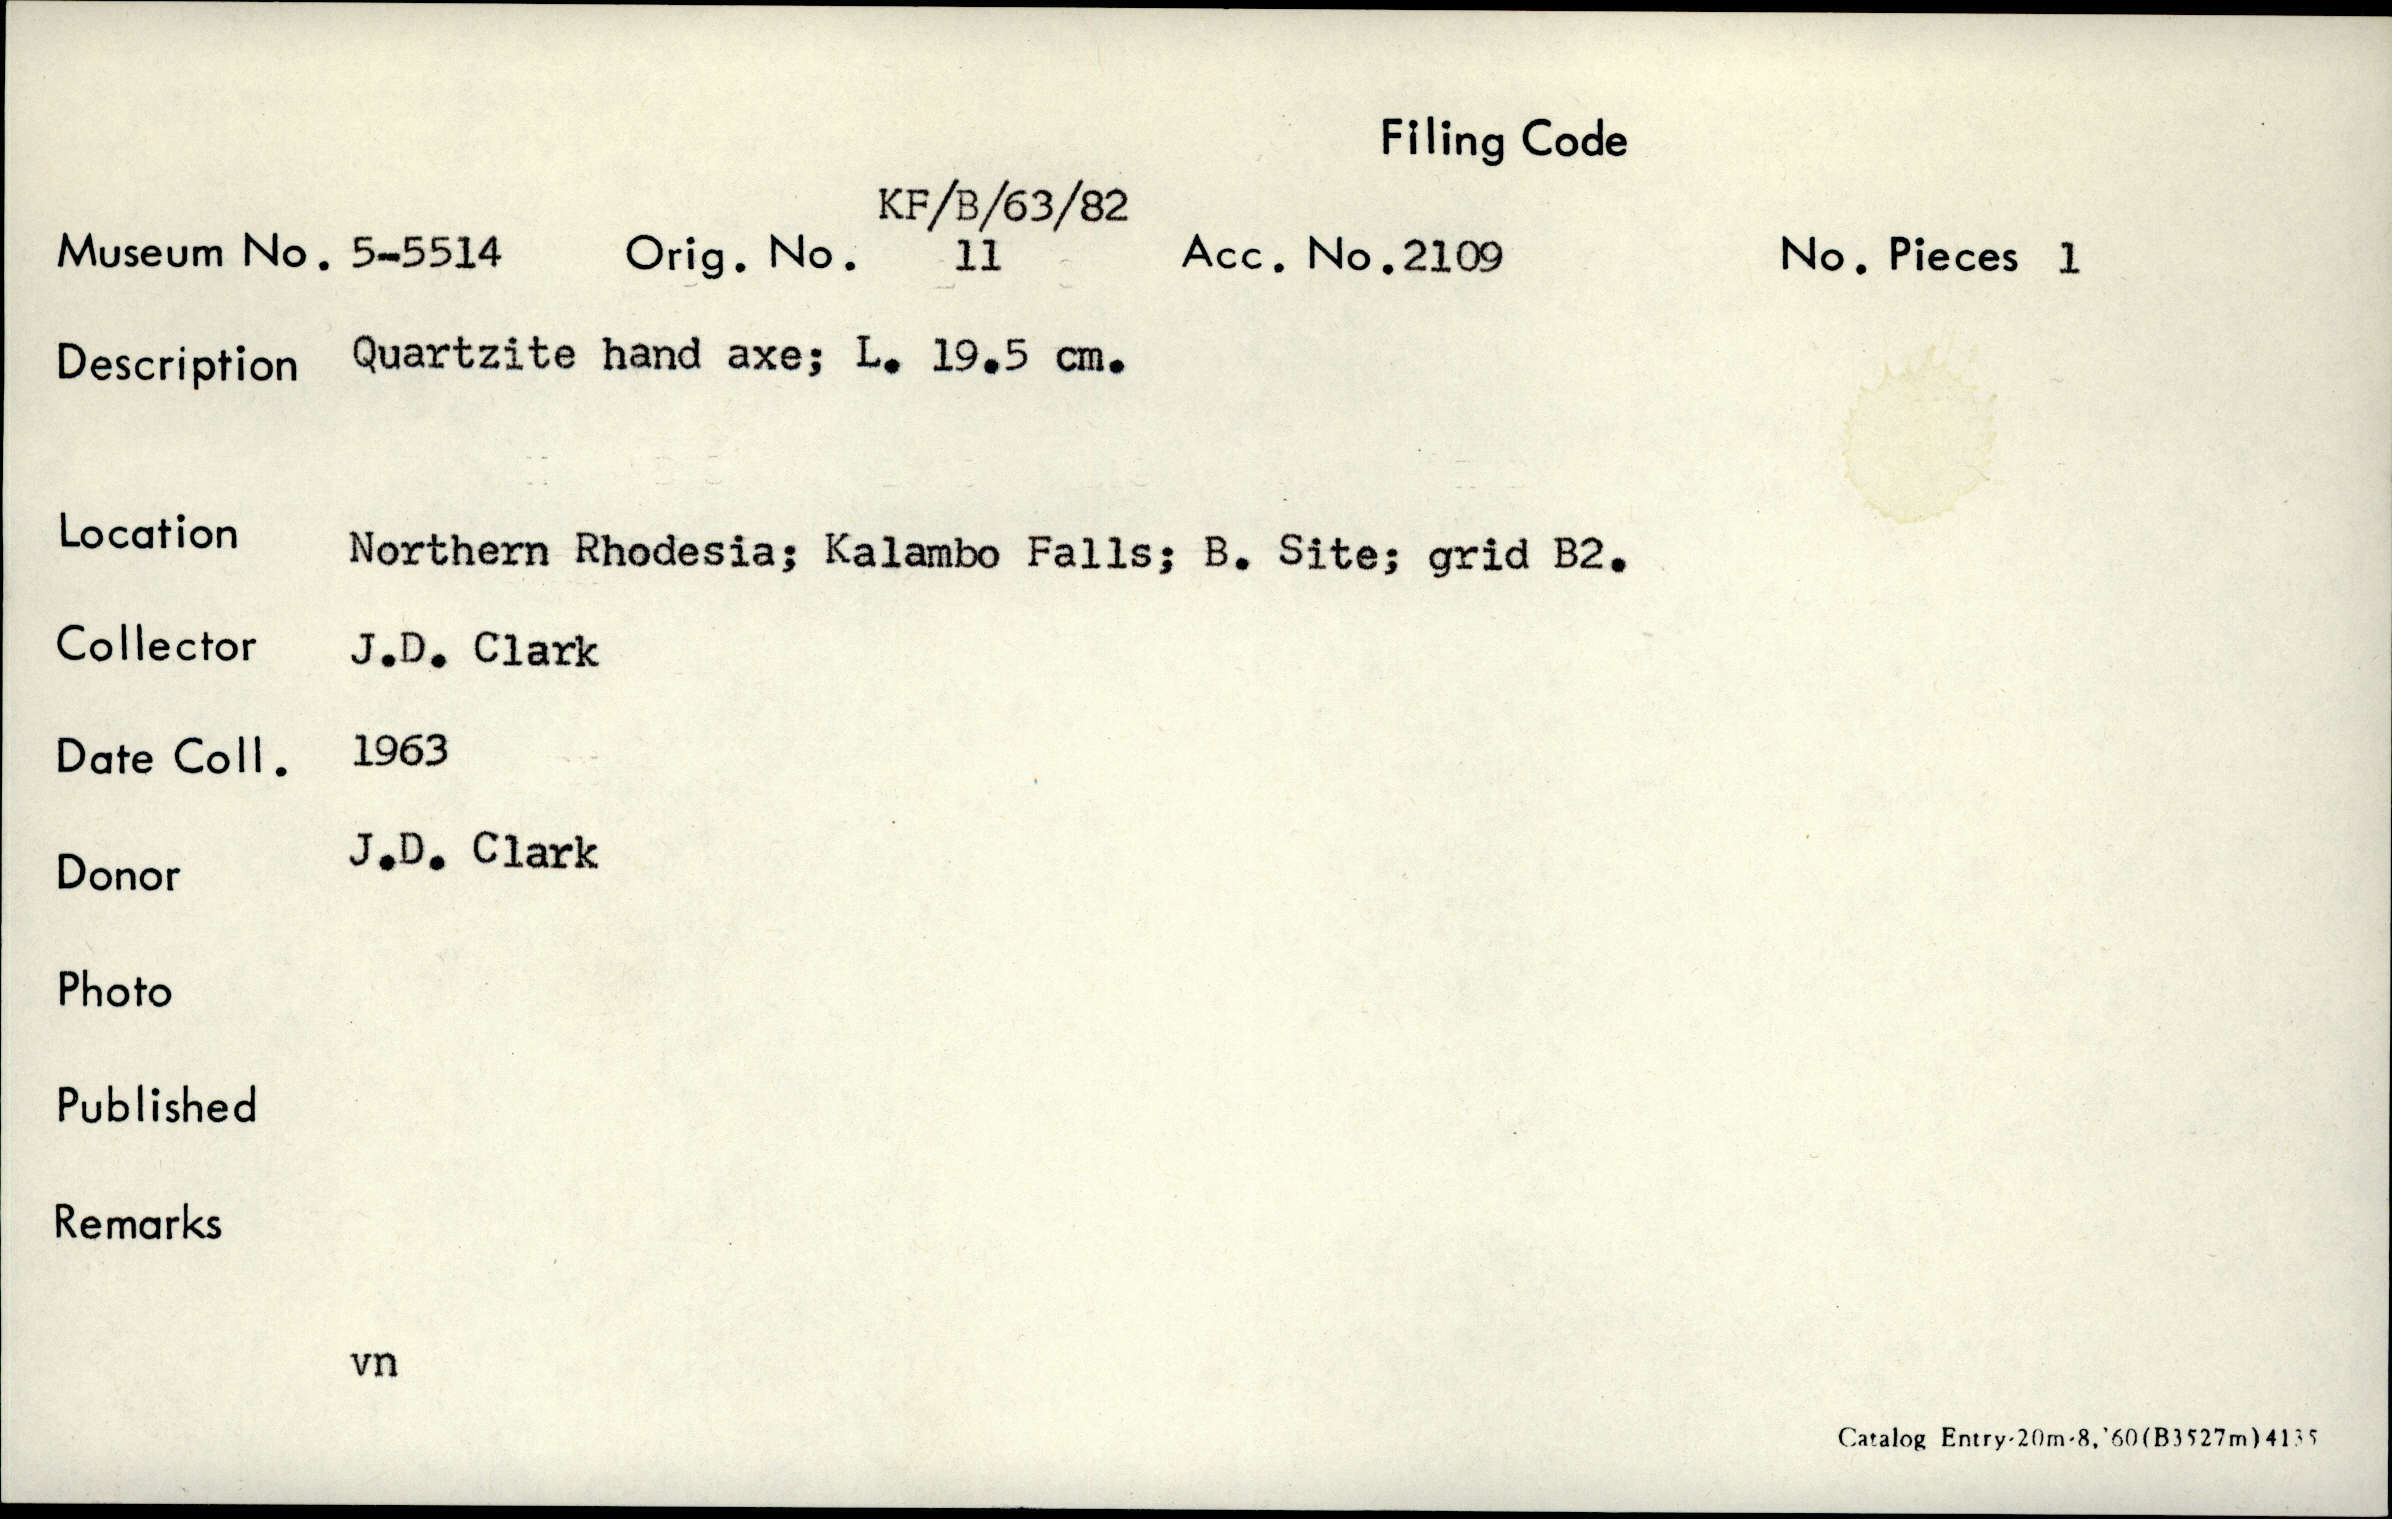 Filing Code
KF/B/63/82
Museum No. 5-5514 Orig. No. 11 Acc. No. 2109 No. Pieces 1
Description Quartzite hand axe; L. 19.5 cm.
Location Northern Rhodesia; Kalambo Falls; B. Site; grid B2.
Collector J.D. Clark
Date Coll. 1963
Donor J.D. Clark
Photo
Published
Remarks
vn
Catalog Entry-20m-8,'60(B3527m)4135